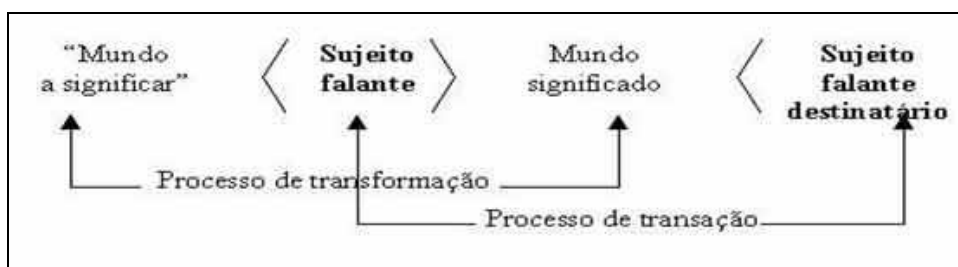 “Mundo
a significar”
Sujeito
falante
Mundo
significado
Sujeito
falante
destinatário
Processo de transformação
Processo de transação